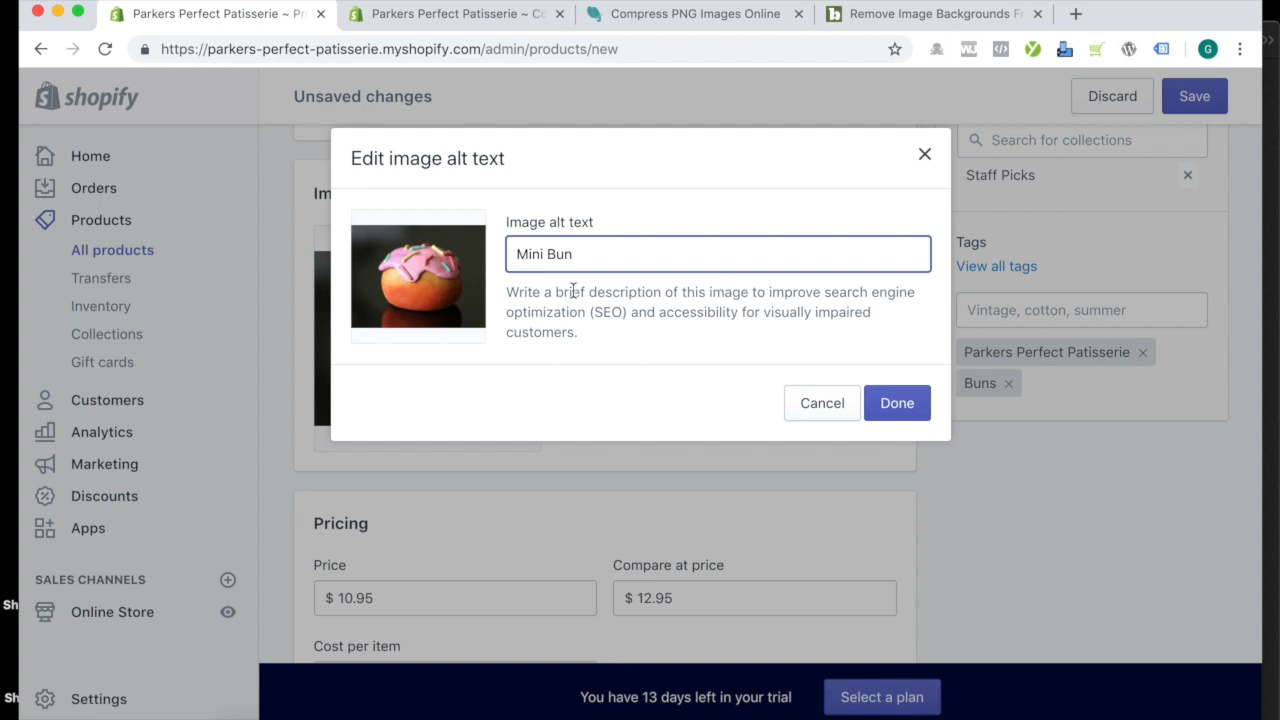 Parkers Perfect Patisserie ~ Pr
Parkers Perfect Patisserie ~ Co
Compress PNG Images Online
Remove Image Backgrounds Fr
https://parkers-perfect-patisserie.myshopify.com/admin/products/new
G
shopify
Unsaved changes
Discard
Save
Home
Orders
Products
All products
Transfers
Inventory
Collections
Gift cards
Customers
Analytics
Marketing
Discounts
Apps
SALES CHANNELS
Online Store
Settings
Sh
Sh
Im
Edit image alt text
Image alt text
Mini Bun
Write a brief description of this image to improve search engine
optimization (SEO) and accessibility for visually impaired
customers.
Cancel
Done
Search for collections
Staff Picks
Tags
View all tags
Vintage, cotton, summer
Parkers Perfect Patisserie
Buns
Pricing
Price
Compare at price
$ 10.95
$ 12.95
Cost per item
You have 13 days left in your trial
Select a plan